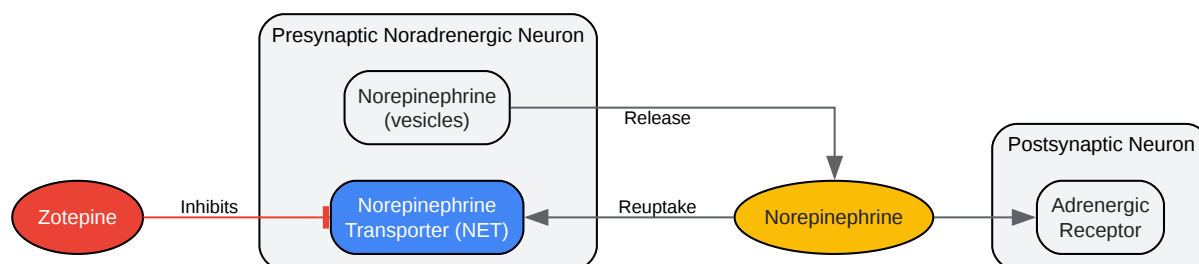 Presynaptic Noradrenergic Neuron
Norepinephrine
(vesicles)
Release
Postsynaptic Neuron
Zotepine
Inhibits
Norepinephrine
Transporter (NET)
Reuptake
Norepinephrine
Adrenergic
Receptor